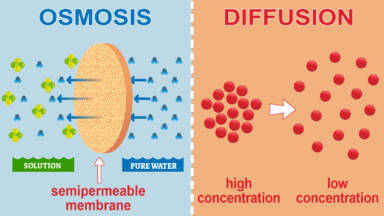 OSMOSIS
SOLUTION
PURE WATER
semipermeable
membrane
DIFFUSION
high
concentration
low
concentration